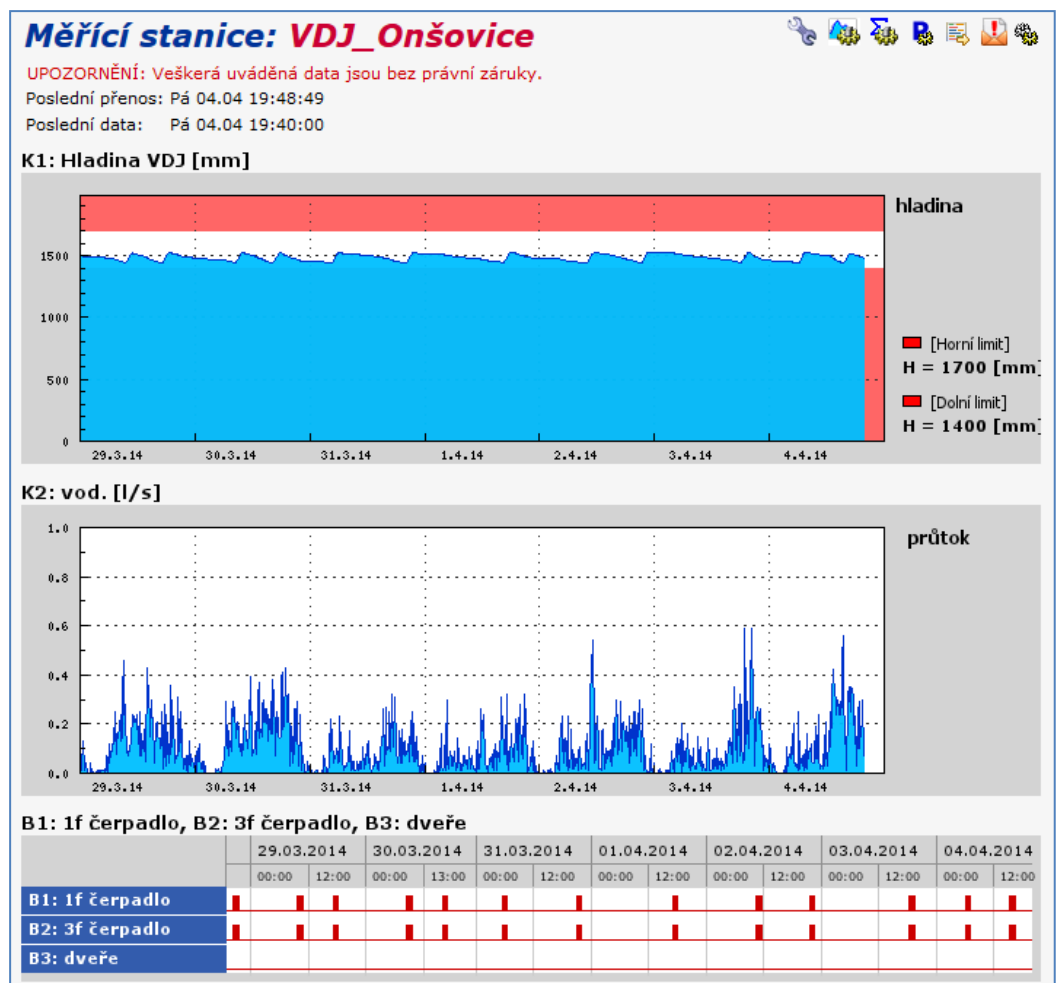 Měřící stanice: VDJ_Onšovice
UPOZORNĚNÍ: Veškerá uváděná data jsou bez právní záruky.
Poslední přenos: Pá 04.04 19:48:49
Poslední data: Pá 04.04 19:40:00
K1: Hladina VDJ [mm]
hladina
1500
1000
500
0
[Horní limit]
H = 1700 [mm]
[Dolní limit]
H = 1400 [mm]
29.3.14 30.3.14 31.3.14 1.4.14 2.4.14 3.4.14 4.4.14
K2: vod. [l/s]
průtok
1.0
0.8
0.6
0.4
0.2
0.0
29.3.14 30.3.14 31.3.14 1.4.14 2.4.14 3.4.14 4.4.14
B1: 1f čerpadlo, B2: 3f čerpadlo, B3: dveře
29.03.2014 30.03.2014 31.03.2014 01.04.2014 02.04.2014 03.04.2014 04.04.2014
00:00 12:00 00:00 13:00 00:00 12:00 00:00 12:00 00:00 12:00 00:00 12:00 00:00 12:00
B1: 1f čerpadlo
B2: 3f čerpadlo
B3: dveře